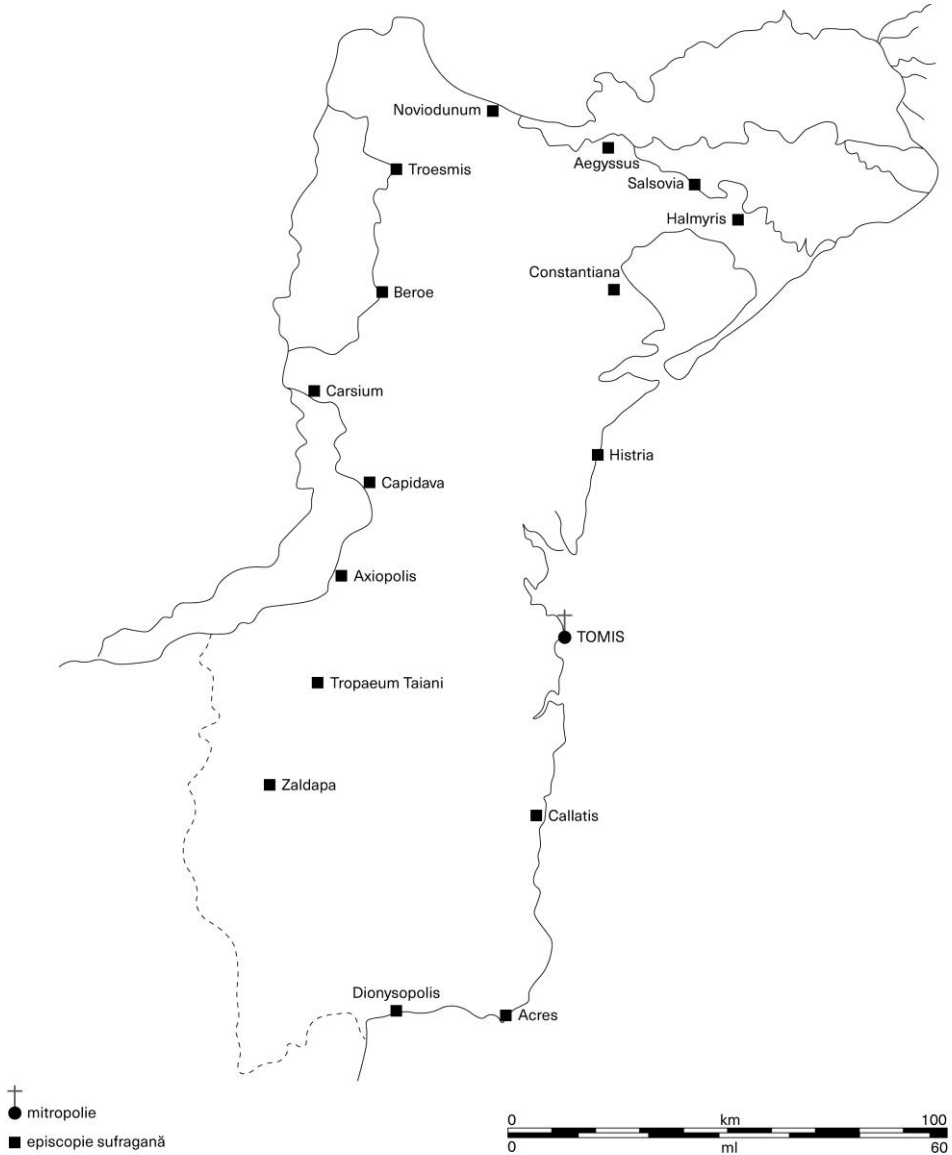 Noviodunum
Aegyssus
Troesmis
Salsovia
Halmyris
Constantiana
Beroe
Carsium
Histria
Capidava
Axiopolis
TOMIS
Tropaeum Taiani
Zaldapa
Callatis
Dionysopolis
Acres
mitropolie
episcopie sufragană
0 km 100
0 ml 60